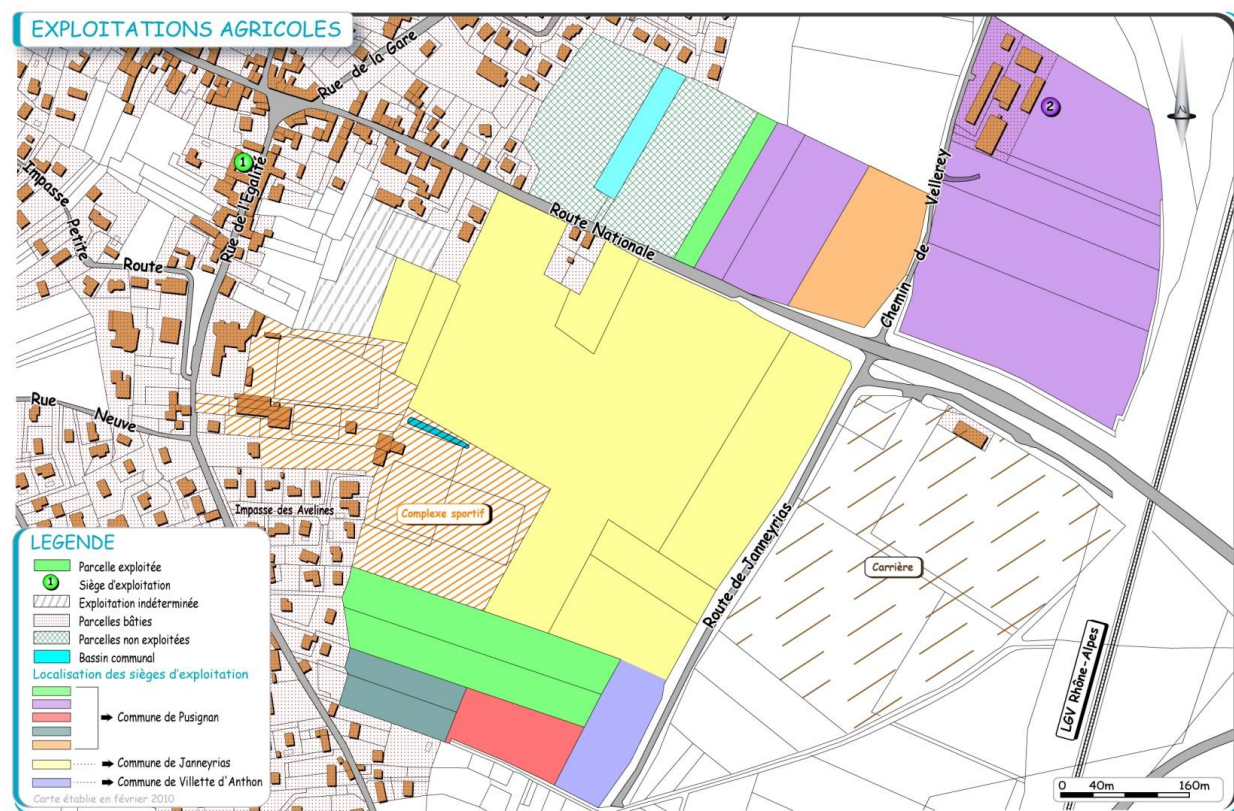 EXPLOITATIONS AGRICOLES
Rue de la Gare
2
1
Impasse Petite
Route
Rue de l'Egalité
Route Nationale
Chemin de Vellerey
Rue Neuve
Impasse des Avelines
Complexe sportif
Route de Janneyrias
Carrière
LGV Rhône-Alpes
LEGENDE
Parcelle exploitée
1 Siège d'exploitation
Exploitation indéterminée
Parcelles bâties
Parcelles non exploitées
Bassin communal
Localisation des sièges d'exploitation
Commune de Pusignan
Commune de Janneyrias
Commune de Villette d'Anthon
Carte établie en février 2010
0 40m 160m